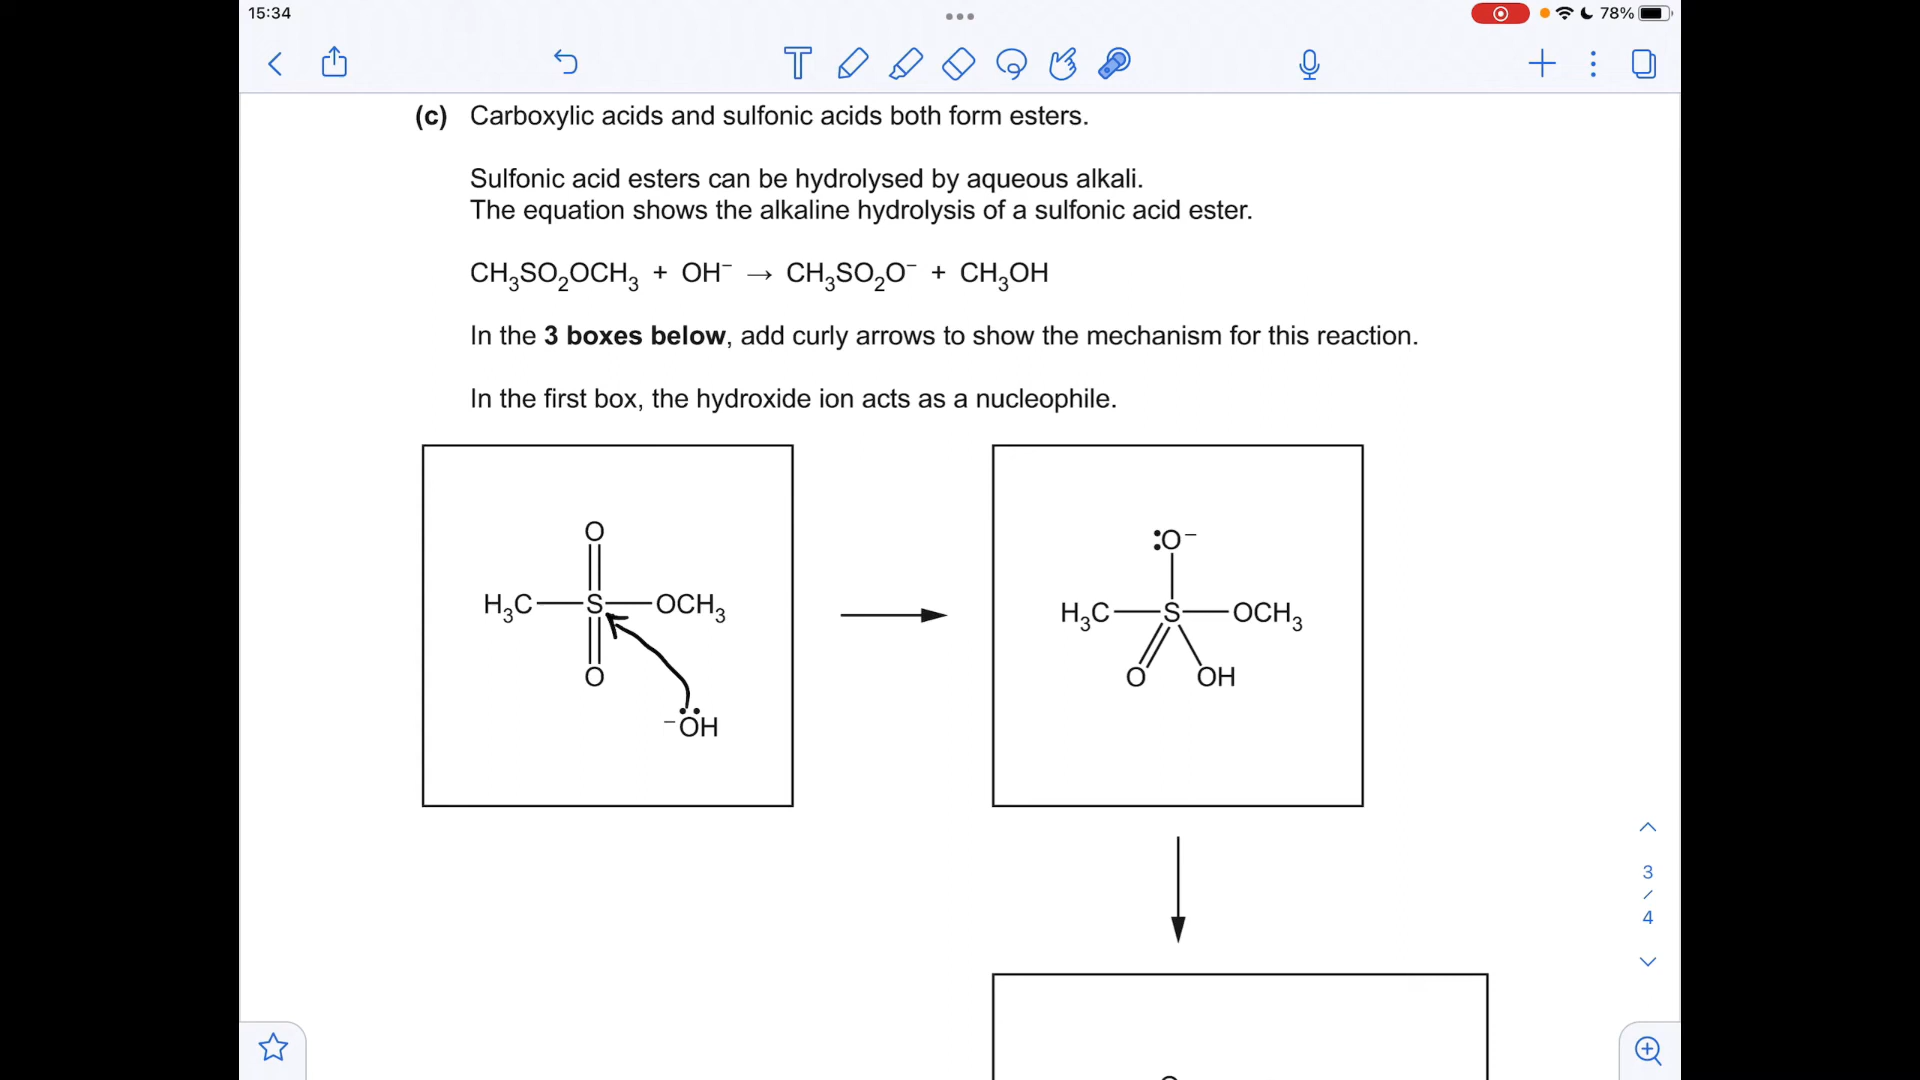 15:34
78%
(c) Carboxylic acids and sulfonic acids both form esters.
Sulfonic acid esters can be hydrolysed by aqueous alkali.
The equation shows the alkaline hydrolysis of a sulfonic acid ester.
CH₃SO₂OCH₃ + OH⁻ → CH₃SO₂O⁻ + CH₃OH
In the 3 boxes below, add curly arrows to show the mechanism for this reaction.
In the first box, the hydroxide ion acts as a nucleophile.
O
H₃C S OCH₃
O
⁻OH
:O⁻
H₃C S OCH₃
O OH
3
/
4